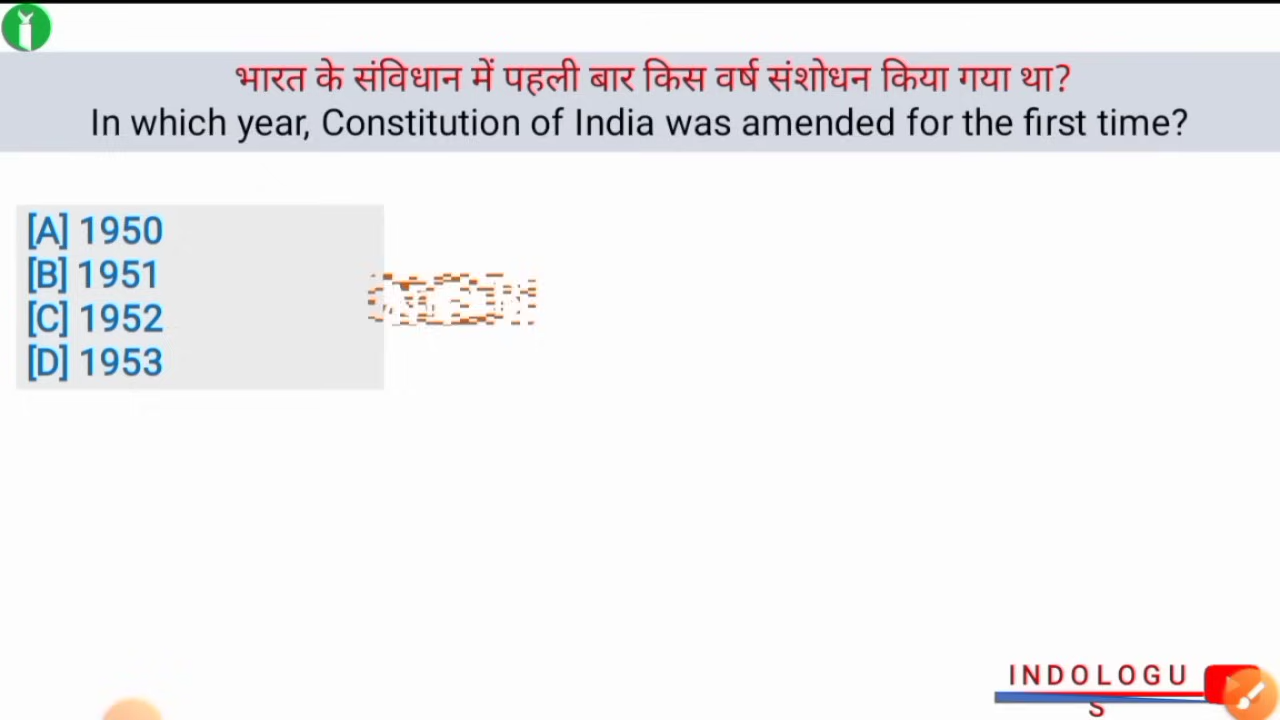 भारत के संविधान में पहली बार किस वर्ष संशोधन किया गया था?
In which year, Constitution of India was amended for the first time?
[A] 1950
[B] 1951
[C] 1952
[D] 1953
INDOLOGU
S